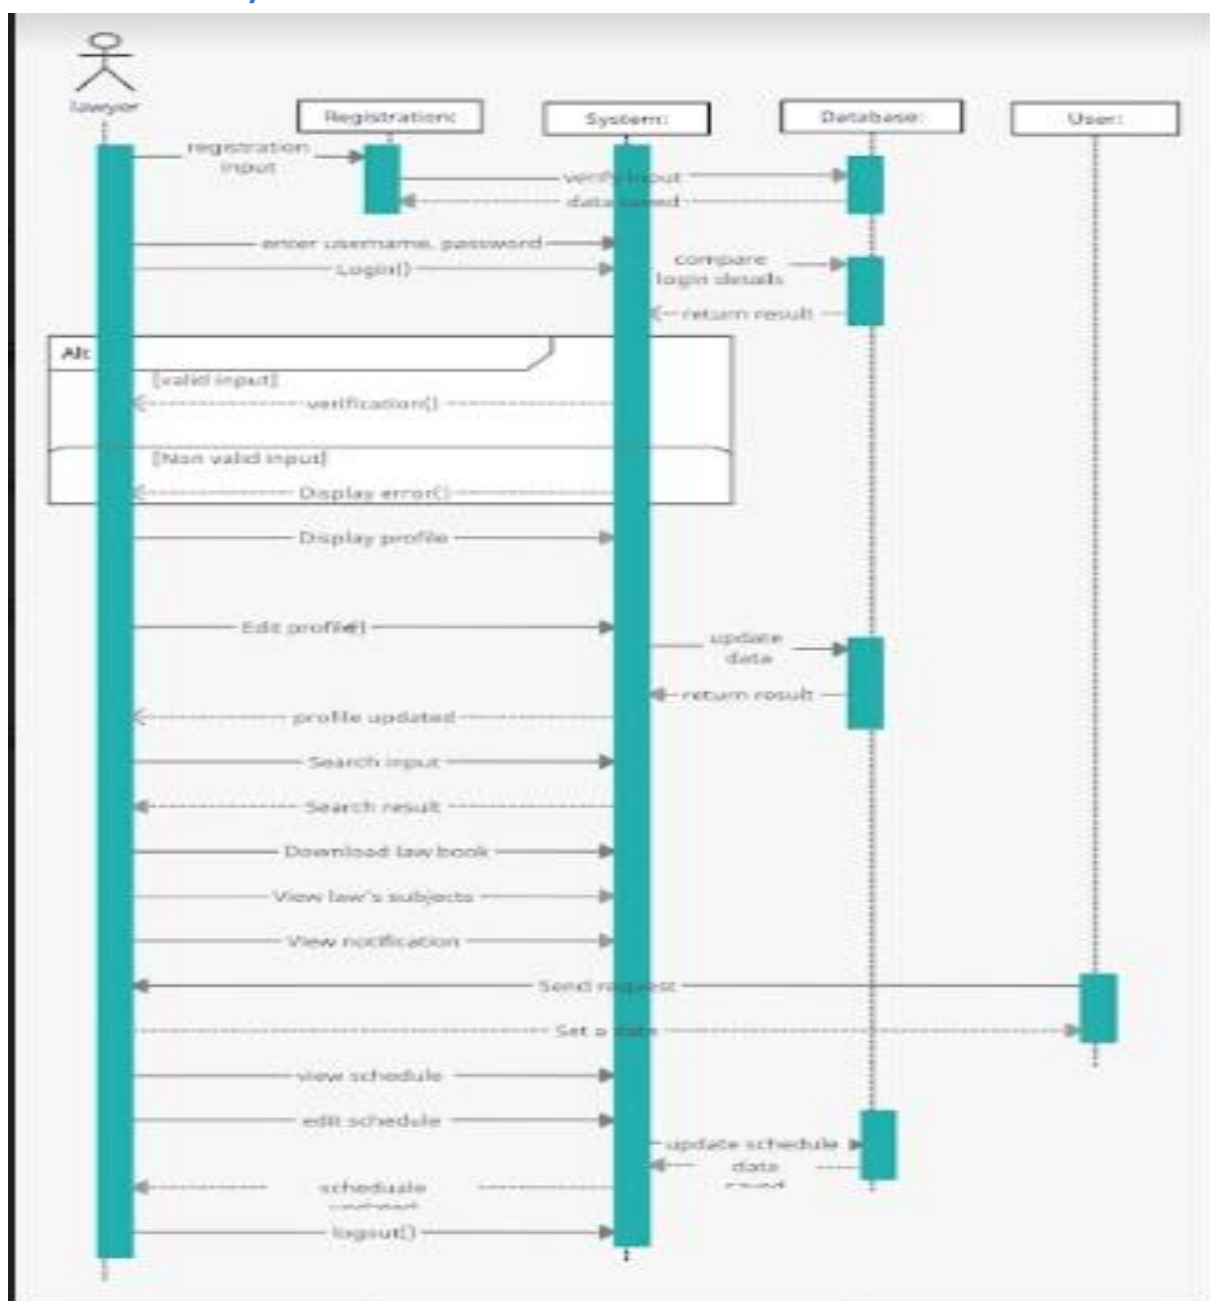 lawyer
Registration:
System:
Database:
User:
registration
input
verify input
data saved
enter username, password
Login()
compare
login details
return result
Alt
[valid input]
verification()
[Non valid input]
Display error()
Display profile
Edit profile()
update
data
return result
profile updated
Search input
Search result
Download law book
View law's subjects
View notification
Send request
Set a date
view schedule
edit schedule
update schedule
data
saved
scheduale
updated
logout()